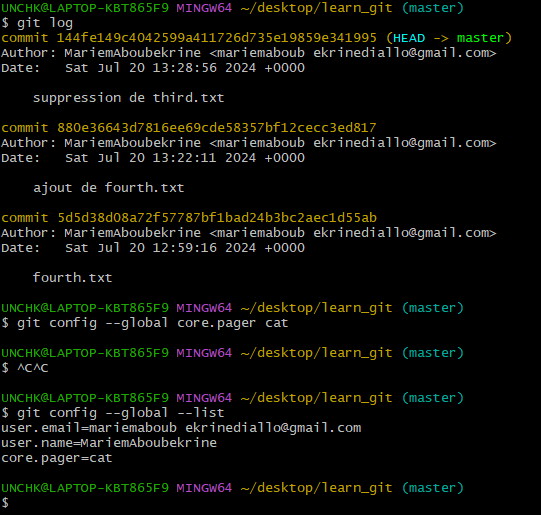 UNCHK@LAPTOP-KBT865F9 MINGW64 ~/desktop/learn_git (master)
$ git log
commit 144fe149c4042599a411726d735e19859e341995 (HEAD -> master)
Author: MariemAboubekrine <mariemaboub ekrinediallo@gmail.com>
Date:   Sat Jul 20 13:28:56 2024 +0000

    suppression de third.txt

commit 880e36643d7816ee69cde58357bf12cecc3ed817
Author: MariemAboubekrine <mariemaboub ekrinediallo@gmail.com>
Date:   Sat Jul 20 13:22:11 2024 +0000

    ajout de fourth.txt

commit 5d5d38d08a72f57787bf1bad24b3bc2aec1d55ab
Author: MariemAboubekrine <mariemaboub ekrinediallo@gmail.com>
Date:   Sat Jul 20 12:59:16 2024 +0000

    fourth.txt

UNCHK@LAPTOP-KBT865F9 MINGW64 ~/desktop/learn_git (master)
$ git config --global core.pager cat

UNCHK@LAPTOP-KBT865F9 MINGW64 ~/desktop/learn_git (master)
$ ^C^C

UNCHK@LAPTOP-KBT865F9 MINGW64 ~/desktop/learn_git (master)
$ git config --global --list
user.email=mariemaboub ekrinediallo@gmail.com
user.name=MariemAboubekrine
core.pager=cat

UNCHK@LAPTOP-KBT865F9 MINGW64 ~/desktop/learn_git (master)
$